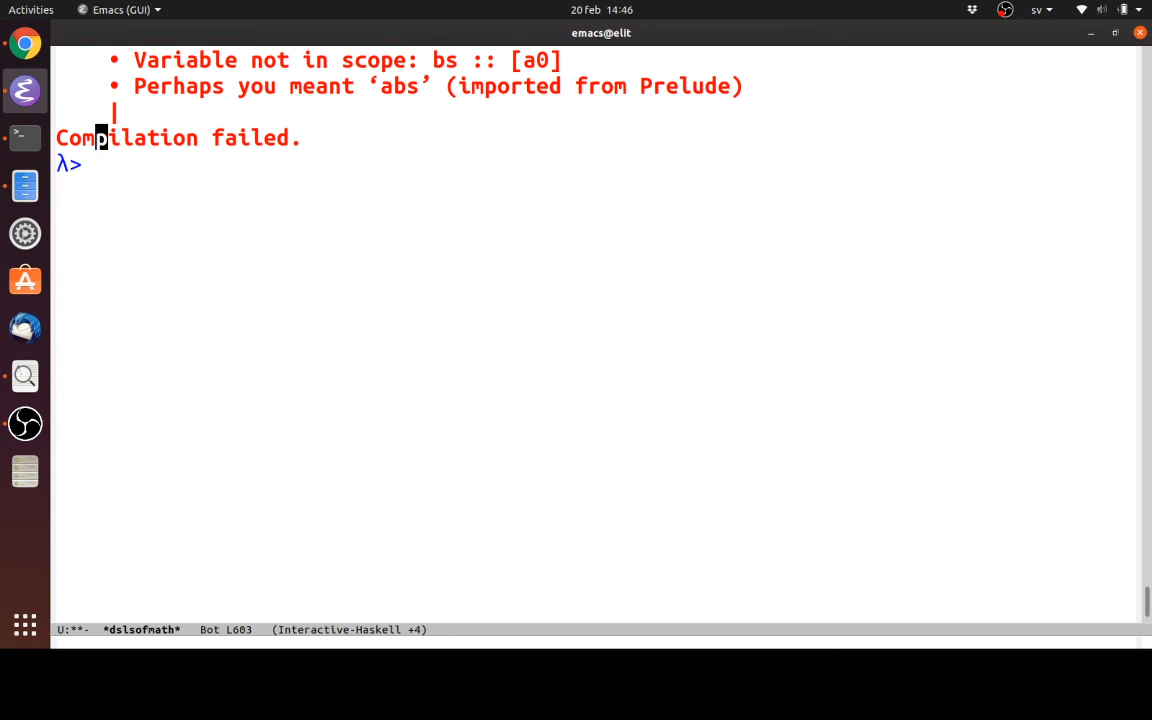 Activities Emacs (GUI) 20 feb 14:46 sv
emacs@elit
• Variable not in scope: bs :: [a0]
• Perhaps you meant ‘abs’ (imported from Prelude)
|
Compilation failed.
λ>
U:**- *dslsofmath* Bot L603 (Interactive-Haskell +4)